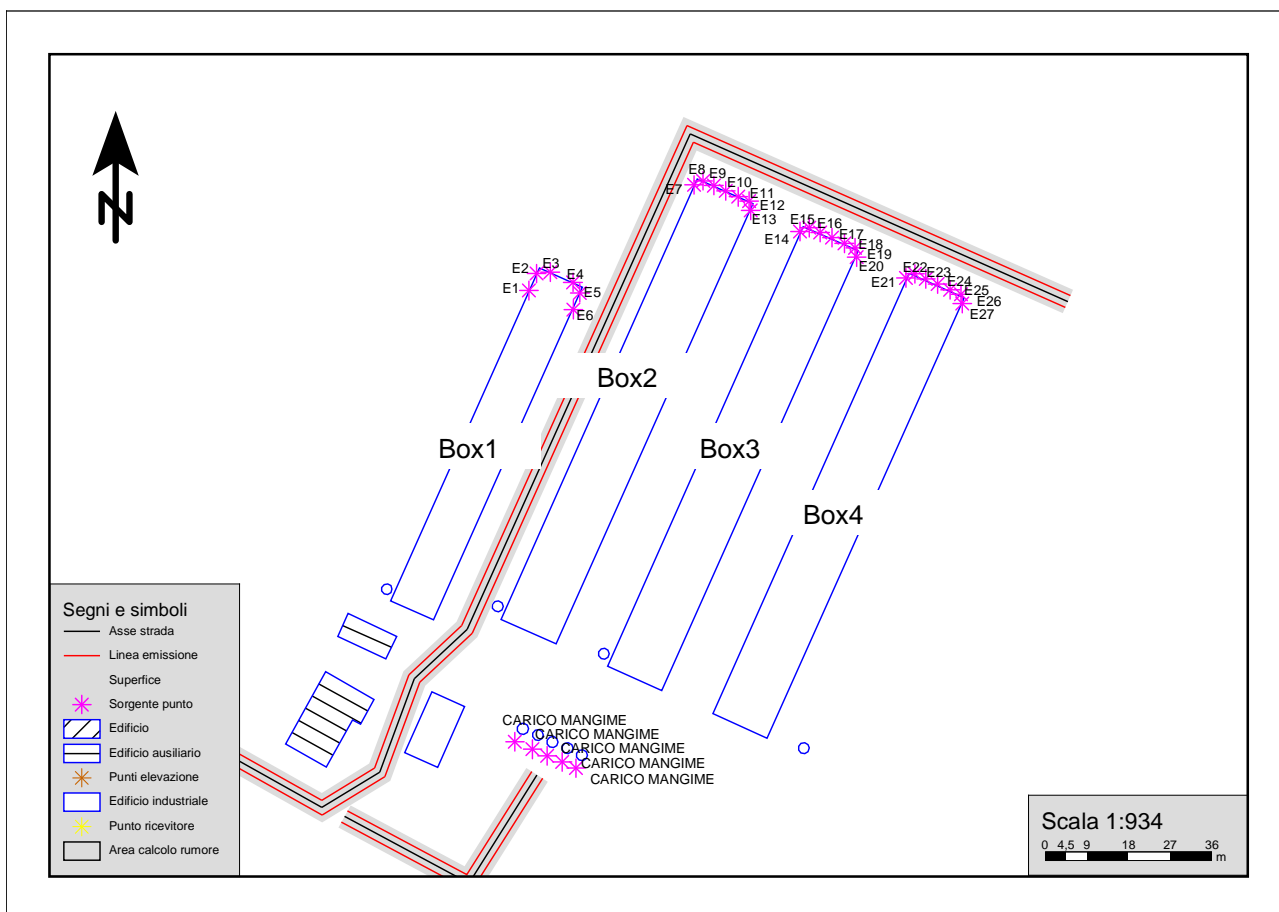 N
E8
E9
E10
E7
E11
E12
E13
E15
E16
E14
E17
E18
E19
E20
E2
E3
E22
E23
E4
E21
E24
E1
E5
E25
E26
E6
E27
Box2
Box1
Box3
Box4
Segni e simboli
Asse strada
Linea emissione
Superfice
Sorgente punto
Edificio
Edificio ausiliario
Punti elevazione
Edificio industriale
Punto ricevitore
Area calcolo rumore
CARICO MANGIME
CARICO MANGIME
CARICO MANGIME
CARICO MANGIME
CARICO MANGIME
Scala 1:934
0 4,5 9 18 27 36
m